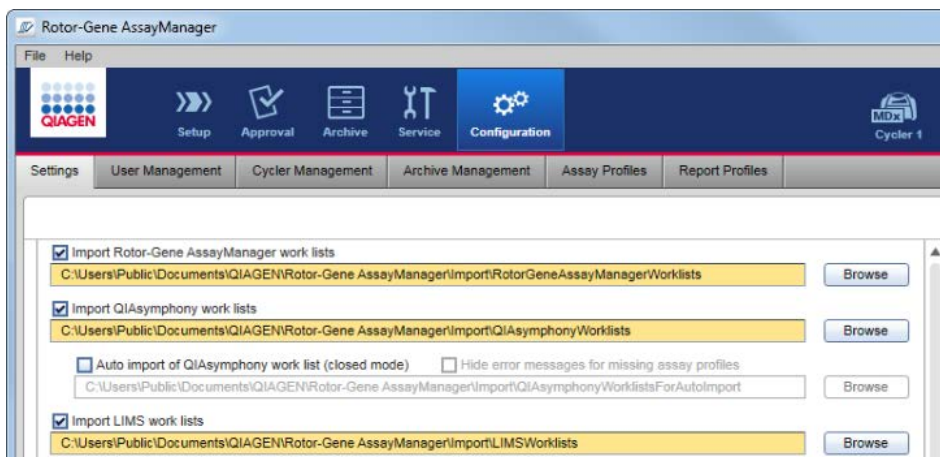 Rotor-Gene AssayManager
File Help
QIAGEN
Setup Approval Archive Service Configuration
MDx
Cycler 1
Settings User Management Cycler Management Archive Management Assay Profiles Report Profiles
Import Rotor-Gene AssayManager work lists
C:\Users\Public\Documents\QIAGEN\Rotor-Gene AssayManager\Import\RotorGeneAssayManagerWorklists Browse
Import QIAsymphony work lists
C:\Users\Public\Documents\QIAGEN\Rotor-Gene AssayManager\Import\QIAsymphonyWorklists Browse
Auto import of QIAsymphony work list (closed mode) Hide error messages for missing assay profiles
C:\Users\Public\Documents\QIAGEN\Rotor-Gene AssayManager\Import\QIAsymphonyWorklistsForAutoImport Browse
Import LIMS work lists
C:\Users\Public\Documents\QIAGEN\Rotor-Gene AssayManager\Import\LIMSWorklists Browse